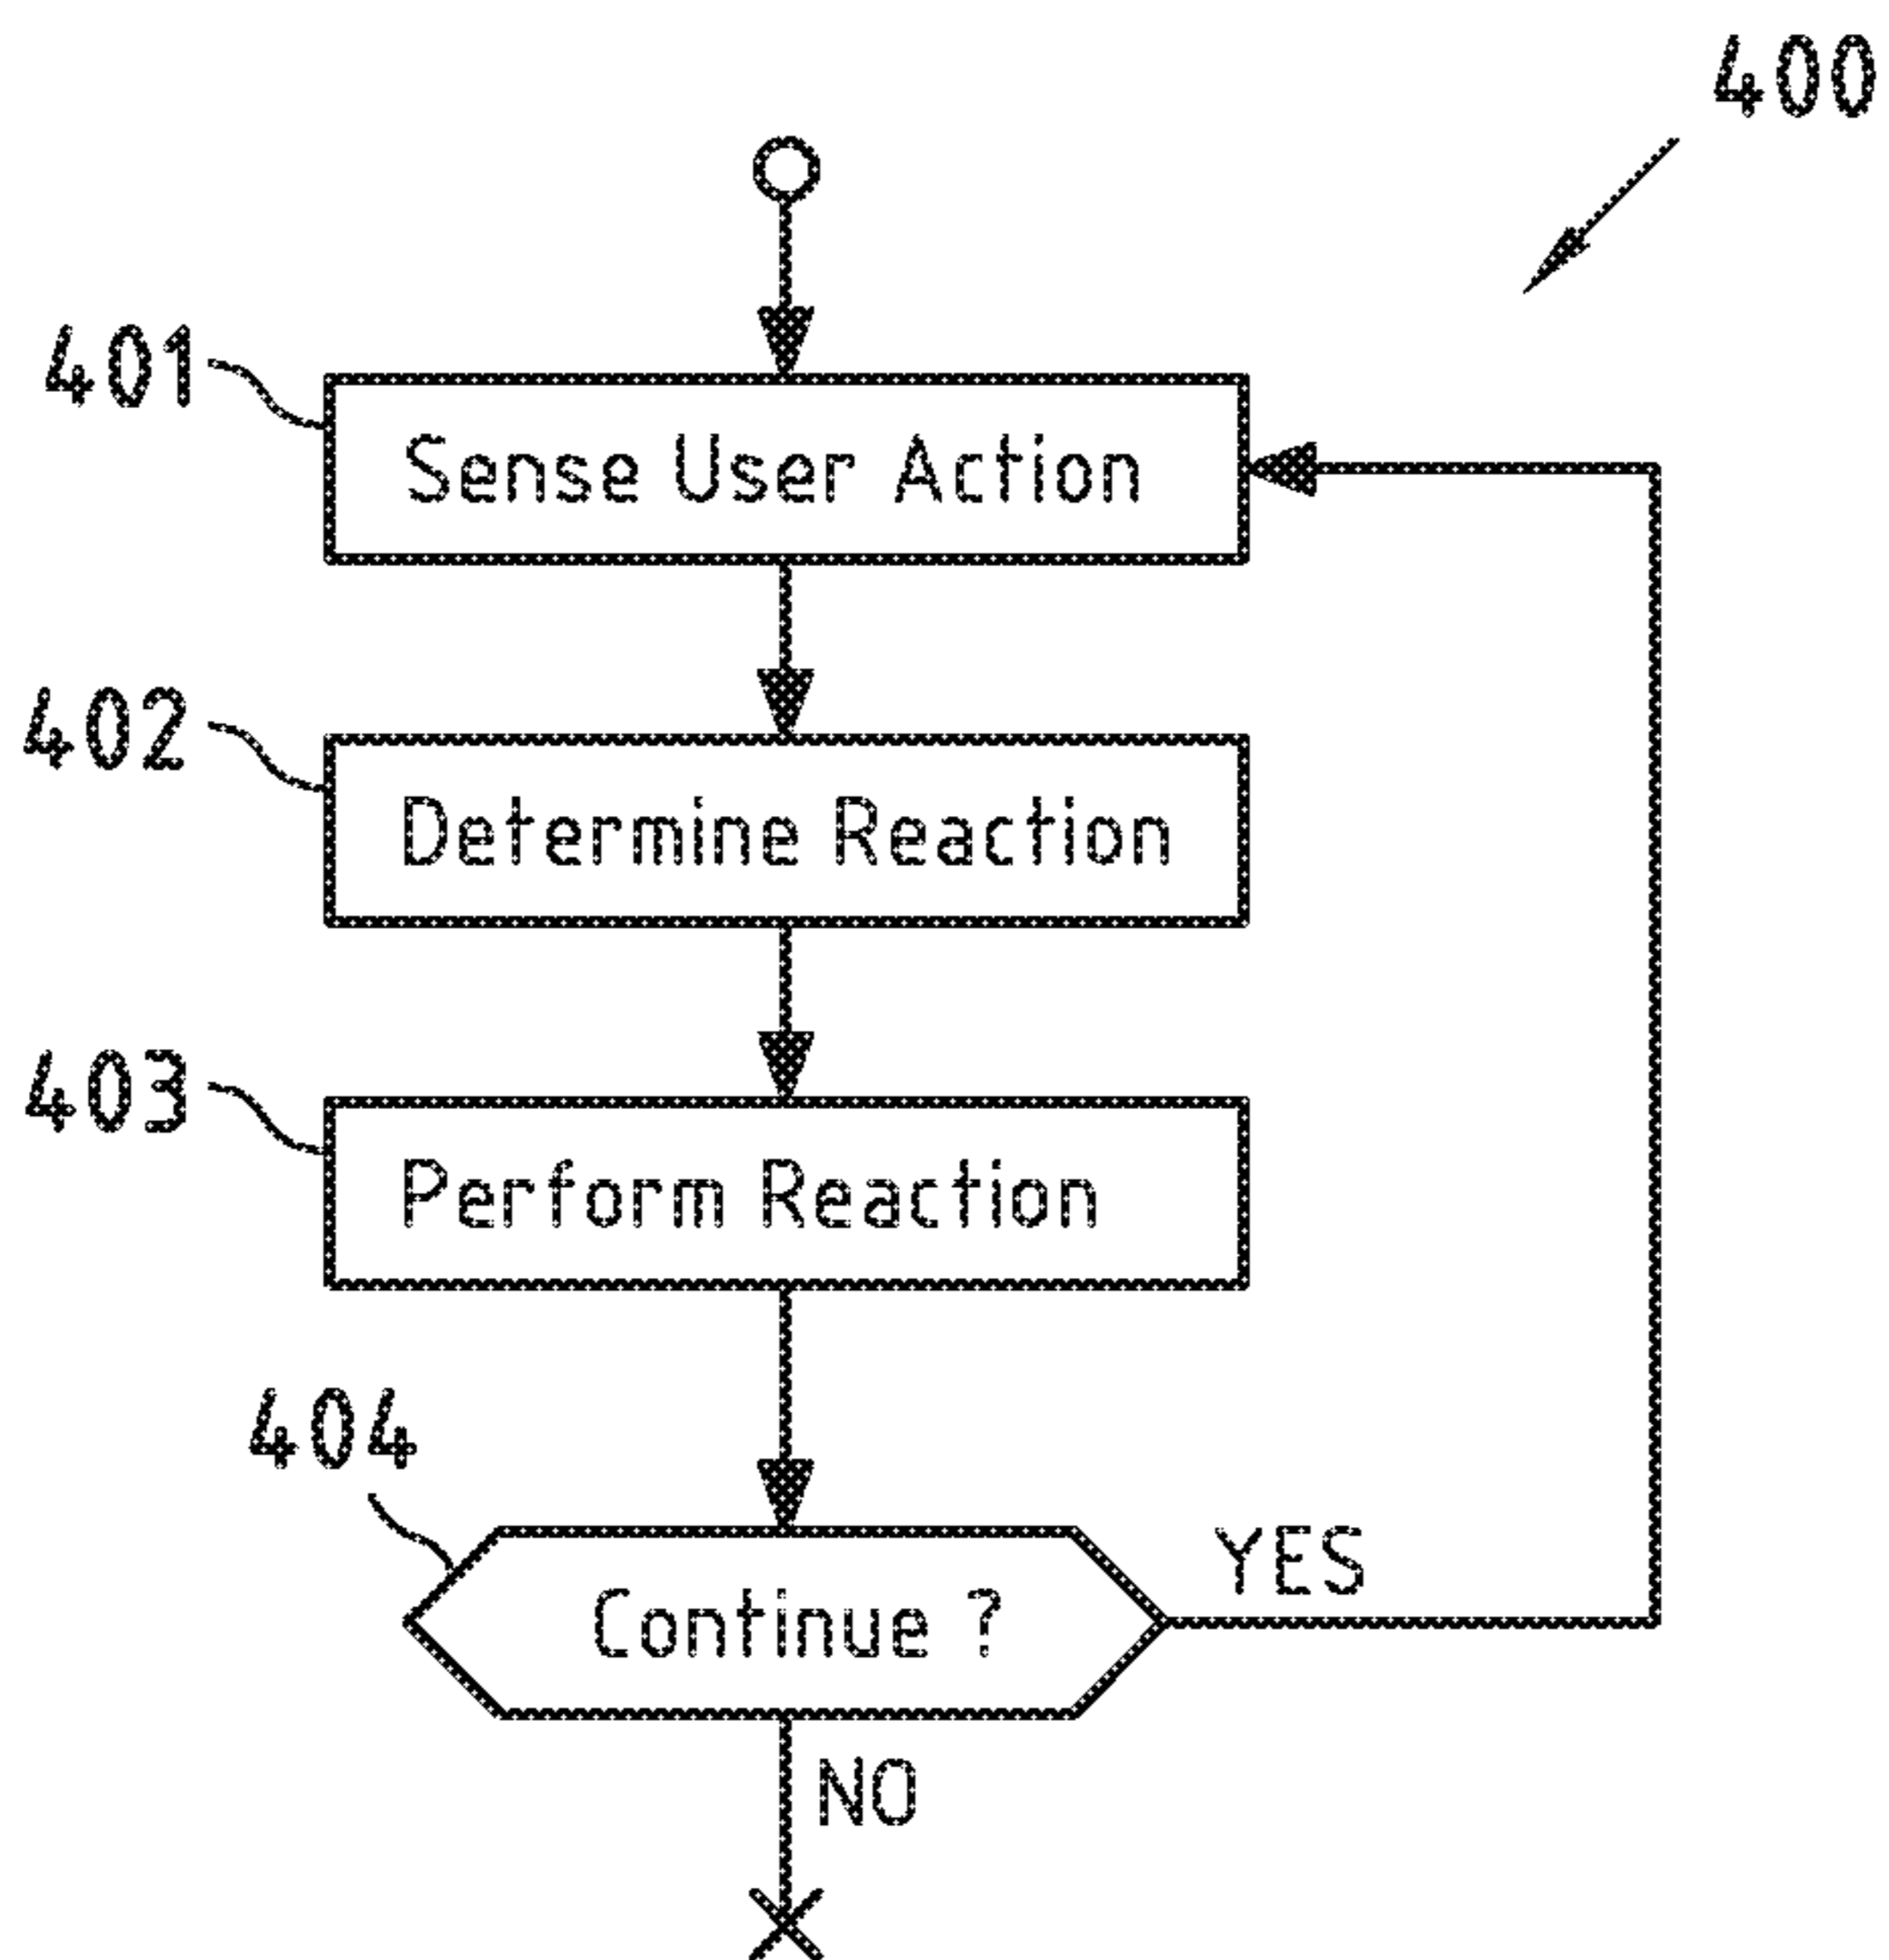 400
401
Sense User Action
402
Determine Reaction
403
Perform Reaction
404
Continue ?
YES
NO